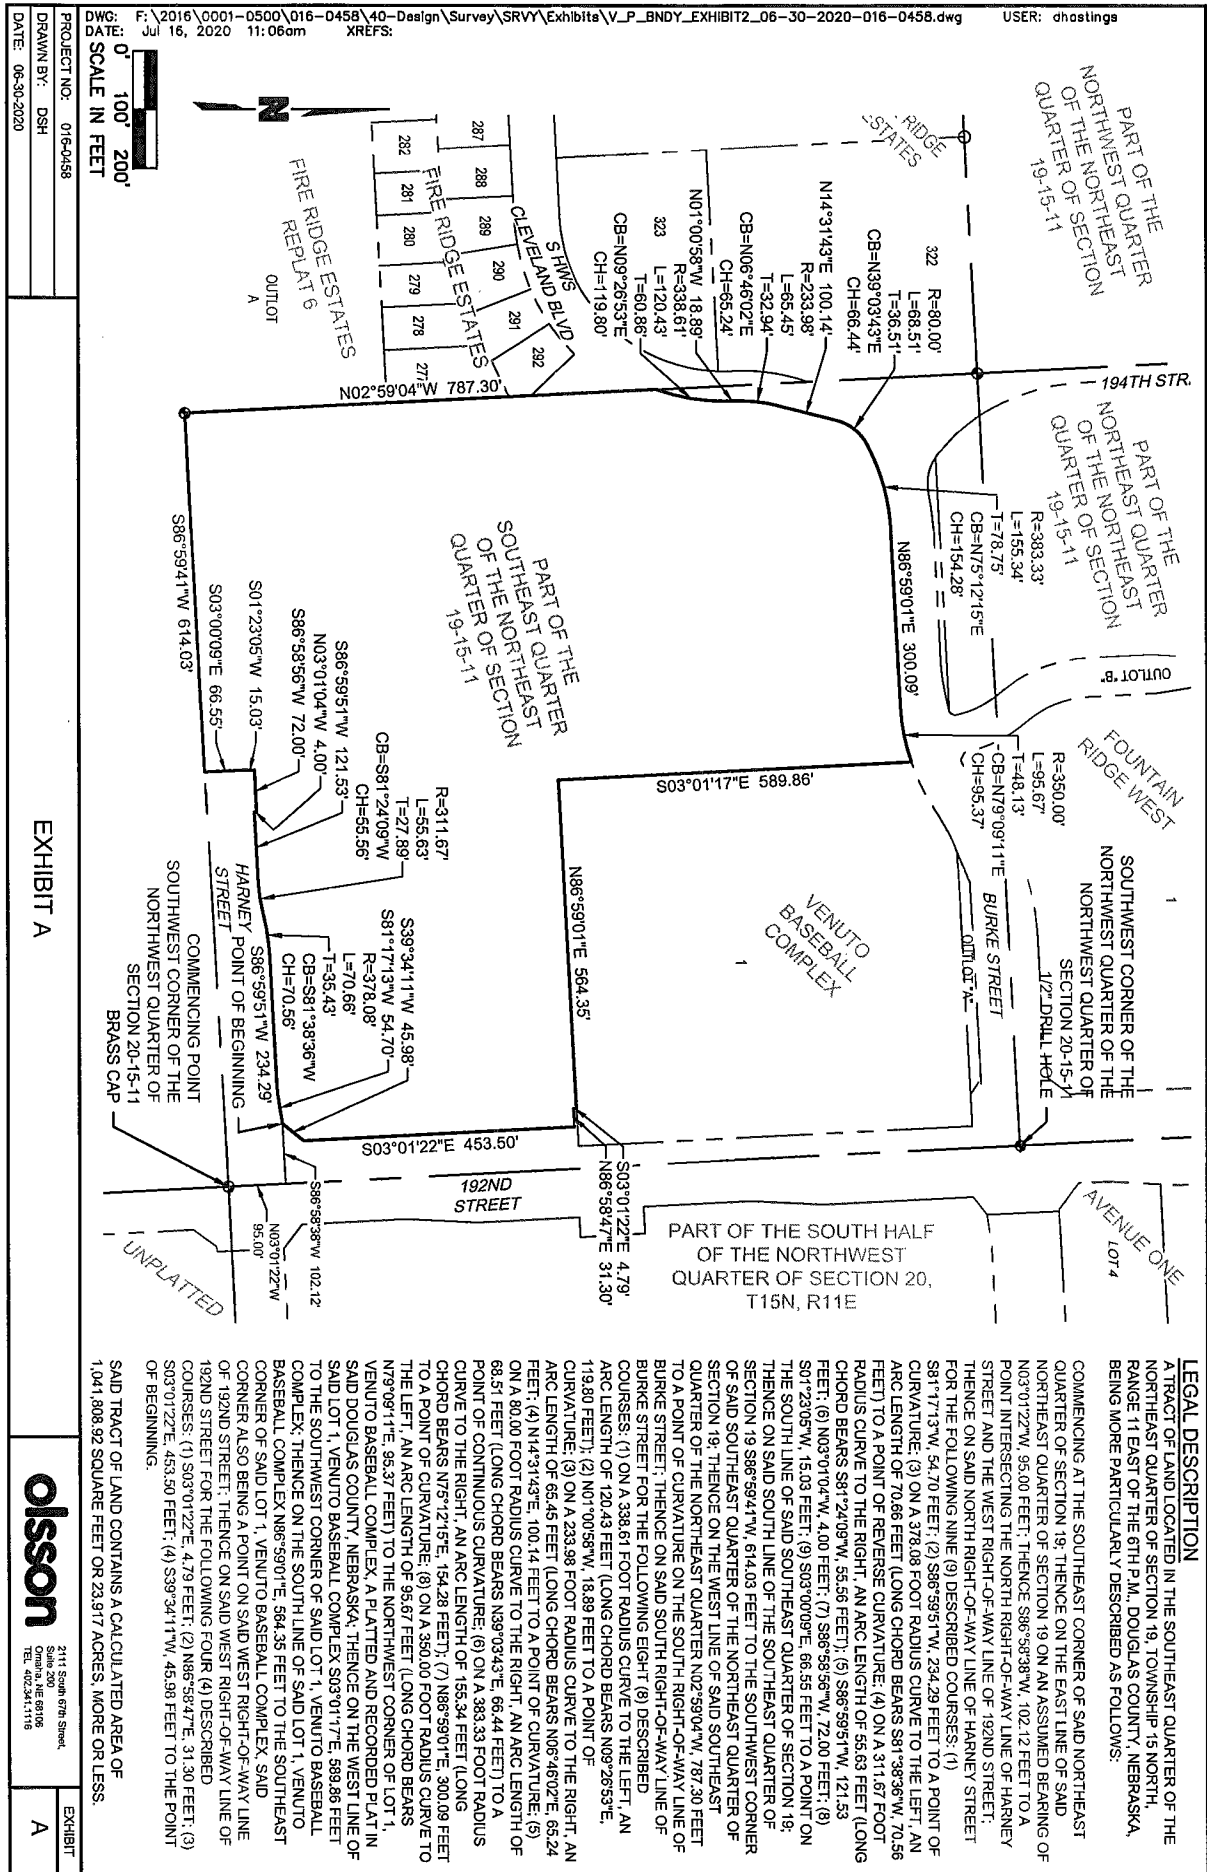 DWG: F:\2016\0001-0500\016-0458\40-Design\Survey\SRVY\Exhibits\V_P_BNDY_EXHIBIT2_06-30-2020-016-0458.dwg USER: dhastings
DATE: Jul 16, 2020 11:06am XREFS:
PART OF THE
NORTHWEST QUARTER
OF THE NORTHEAST
QUARTER OF SECTION
19-15-11
194TH STR.
PART OF THE
NORTHEAST QUARTER
OF THE NORTHEAST
QUARTER OF SECTION
19-15-11
OUTLOT "B"
FOUNTAIN
RIDGE WEST
1
SOUTHWEST CORNER OF THE
NORTHWEST QUARTER OF THE
NORTHWEST QUARTER OF
SECTION 20-15-11
1/2" DRILL HOLE
AVENUE ONE
LOT 4
RIDGE
ESTATES
322
R=80.00'
L=68.51'
T=36.51'
CB=N39°03'43"E
CH=66.44'
N14°31'43"E 100.14'
R=233.98'
L=65.45'
T=32.94'
CB=N06°46'02"E
CH=65.24'
N01°00'58"W 18.89'
323
R=338.61'
L=120.43'
T=60.86'
CB=N09°26'53"E
CH=119.80'
R=383.33'
L=155.34'
T=78.75'
CB=N75°12'15"E
CH=154.28'
N86°59'01"E 300.09'
R=350.00'
L=95.67'
T=48.13'
CB=N79°09'11"E
CH=95.37'
BURKE STREET
OUTLOT "A"
S HWS
CLEVELAND BLVD
287
288
289
290
291
292
FIRE RIDGE ESTATES
282
281
280
279
278
277
FIRE RIDGE ESTATES
REPLAT 6
OUTLOT
A
N
0' 100' 200'
SCALE IN FEET
N02°59'04"W 787.30'
S03°01'17"E 589.86'
VENUTO
BASEBALL
COMPLEX
1
N86°59'01"E 564.35'
S03°01'22"E 4.79'
N86°58'47"E 31.30'
PART OF THE
SOUTHEAST QUARTER
OF THE NORTHEAST
QUARTER OF SECTION
19-15-11
S03°01'22"E 453.50'
192ND
STREET
PART OF THE SOUTH HALF
OF THE NORTHWEST
QUARTER OF SECTION 20,
T15N, R11E
S86°59'41"W 614.03'
S03°00'09"E 66.55'
S01°23'05"W 15.03'
S86°58'56"W 72.00'
N03°01'04"W 4.00'
S86°59'51"W 121.53'
R=311.67'
L=55.63'
T=27.89'
CB=S81°24'09"W
CH=55.56'
S39°34'11"W 45.98'
S81°17'13"W 54.70'
R=378.08'
L=70.66'
T=35.43'
CB=S81°38'36"W
CH=70.56'
S86°59'51"W 234.29'
HARNEY
STREET
POINT OF BEGINNING
COMMENCING POINT
SOUTHWEST CORNER OF THE
NORTHWEST QUARTER OF
SECTION 20-15-11
BRASS CAP
S86°58'38"W 102.12'
N03°01'22"W
95.00'
UNPLATTED
LEGAL DESCRIPTION
A TRACT OF LAND LOCATED IN THE SOUTHEAST QUARTER OF THE
NORTHEAST QUARTER OF SECTION 19, TOWNSHIP 15 NORTH,
RANGE 11 EAST OF THE 6TH P.M., DOUGLAS COUNTY, NEBRASKA,
BEING MORE PARTICULARLY DESCRIBED AS FOLLOWS:
COMMENCING AT THE SOUTHEAST CORNER OF SAID NORTHEAST
QUARTER OF SECTION 19; THENCE ON THE EAST LINE OF SAID
NORTHEAST QUARTER OF SECTION 19 ON AN ASSUMED BEARING OF
N03°01'22"W, 95.00 FEET; THENCE S86°58'38"W, 102.12 FEET TO A
POINT INTERSECTING THE NORTH RIGHT-OF-WAY LINE OF HARNEY
STREET AND THE WEST RIGHT-OF-WAY LINE OF 192ND STREET;
THENCE ON SAID NORTH RIGHT-OF-WAY LINE OF HARNEY STREET
FOR THE FOLLOWING NINE (9) DESCRIBED COURSES; (1)
S81°17'13"W, 54.70 FEET; (2) S86°59'51"W, 234.29 FEET TO A POINT OF
CURVATURE; (3) ON A 378.08 FOOT RADIUS CURVE TO THE LEFT, AN
ARC LENGTH OF 70.66 FEET (LONG CHORD BEARS S81°38'36"W, 70.56
FEET) TO A POINT OF REVERSE CURVATURE; (4) ON A 311.67 FOOT
RADIUS CURVE TO THE RIGHT, AN ARC LENGTH OF 55.63 FEET (LONG
CHORD BEARS S81°24'09"W, 55.56 FEET); (5) S86°59'51"W, 121.53
FEET; (6) N03°01'04"W, 4.00 FEET; (7) S86°58'56"W, 72.00 FEET; (8)
S01°23'05"W, 15.03 FEET; (9) S03°00'09"E, 66.55 FEET TO A POINT ON
THE SOUTH LINE OF SAID SOUTHEAST QUARTER OF SECTION 19;
THENCE ON SAID SOUTH LINE OF THE SOUTHEAST QUARTER OF
SECTION 19 S86°59'41"W, 614.03 FEET TO THE SOUTHWEST CORNER
OF SAID SOUTHEAST QUARTER OF THE NORTHEAST QUARTER OF
SECTION 19; THENCE ON THE WEST LINE OF SAID SOUTHEAST
QUARTER OF THE NORTHEAST QUARTER N02°59'04"W, 787.30 FEET
TO A POINT OF CURVATURE ON THE SOUTH RIGHT-OF-WAY LINE OF
BURKE STREET; THENCE ON SAID SOUTH RIGHT-OF-WAY LINE OF
BURKE STREET FOR THE FOLLOWING EIGHT (8) DESCRIBED
COURSES: (1) ON A 338.61 FOOT RADIUS CURVE TO THE LEFT, AN
ARC LENGTH OF 120.43 FEET (LONG CHORD BEARS N09°26'53"E,
119.80 FEET); (2) N01°00'58"W, 18.89 FEET TO A POINT OF
CURVATURE; (3) ON A 233.98 FOOT RADIUS CURVE TO THE RIGHT, AN
ARC LENGTH OF 65.45 FEET (LONG CHORD BEARS N06°46'02"E, 65.24
FEET; (4) N14°31'43"E, 100.14 FEET TO A POINT OF CURVATURE; (5)
ON A 80.00 FOOT RADIUS CURVE TO THE RIGHT, AN ARC LENGTH OF
68.51 FEET (LONG CHORD BEARS N39°03'43"E, 66.44 FEET) TO A
POINT OF CONTINUOUS CURVATURE; (6) ON A 383.33 FOOT RADIUS
CURVE TO THE RIGHT, AN ARC LENGTH OF 155.34 FEET (LONG
CHORD BEARS N75°12'15"E, 154.28 FEET); (7) N86°59'01"E, 300.09 FEET
TO A POINT OF CURVATURE; (8) ON A 350.00 FOOT RADIUS CURVE TO
THE LEFT, AN ARC LENGTH OF 95.67 FEET (LONG CHORD BEARS
N79°09'11"E, 95.37 FEET) TO THE NORTHWEST CORNER OF LOT 1,
VENUTO BASEBALL COMPLEX, A PLATTED AND RECORDED PLAT IN
SAID DOUGLAS COUNTY, NEBRASKA; THENCE ON THE WEST LINE OF
SAID LOT 1, VENUTO BASEBALL COMPLEX S03°01'17"E, 589.86 FEET
TO THE SOUTHWEST CORNER OF SAID LOT 1, VENUTO BASEBALL
COMPLEX; THENCE ON THE SOUTH LINE OF SAID LOT 1, VENUTO
BASEBALL COMPLEX N86°59'01"E, 564.35 FEET TO THE SOUTHEAST
CORNER OF SAID LOT 1, VENUTO BASEBALL COMPLEX, SAID
CORNER ALSO BEING A POINT ON SAID WEST RIGHT-OF-WAY LINE
OF 192ND STREET; THENCE ON SAID WEST RIGHT-OF-WAY LINE OF
192ND STREET FOR THE FOLLOWING FOUR (4) DESCRIBED
COURSES: (1) S03°01'22"E, 4.79 FEET; (2) N86°58'47"E, 31.30 FEET; (3)
S03°01'22"E, 453.50 FEET; (4) S39°34'11"W, 45.98 FEET TO THE POINT
OF BEGINNING.
SAID TRACT OF LAND CONTAINS A CALCULATED AREA OF
1,041,808.92 SQUARE FEET OR 23.917 ACRES, MORE OR LESS.
PROJECT NO: 016-0458
DRAWN BY: DSH
DATE: 06-30-2020
EXHIBIT A
olsson
2111 South 67th Street,
Suite 200
Omaha, NE 68106
TEL 402.341.1116
EXHIBIT
A